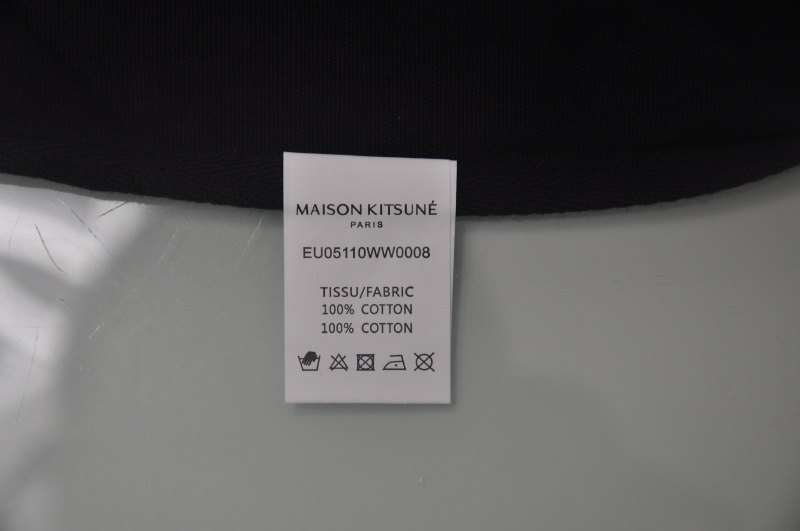 MAISON KITSUNÉ
PARIS
EU05110WW0008
TISSU/FABRIC
100% COTTON
100% COTTON